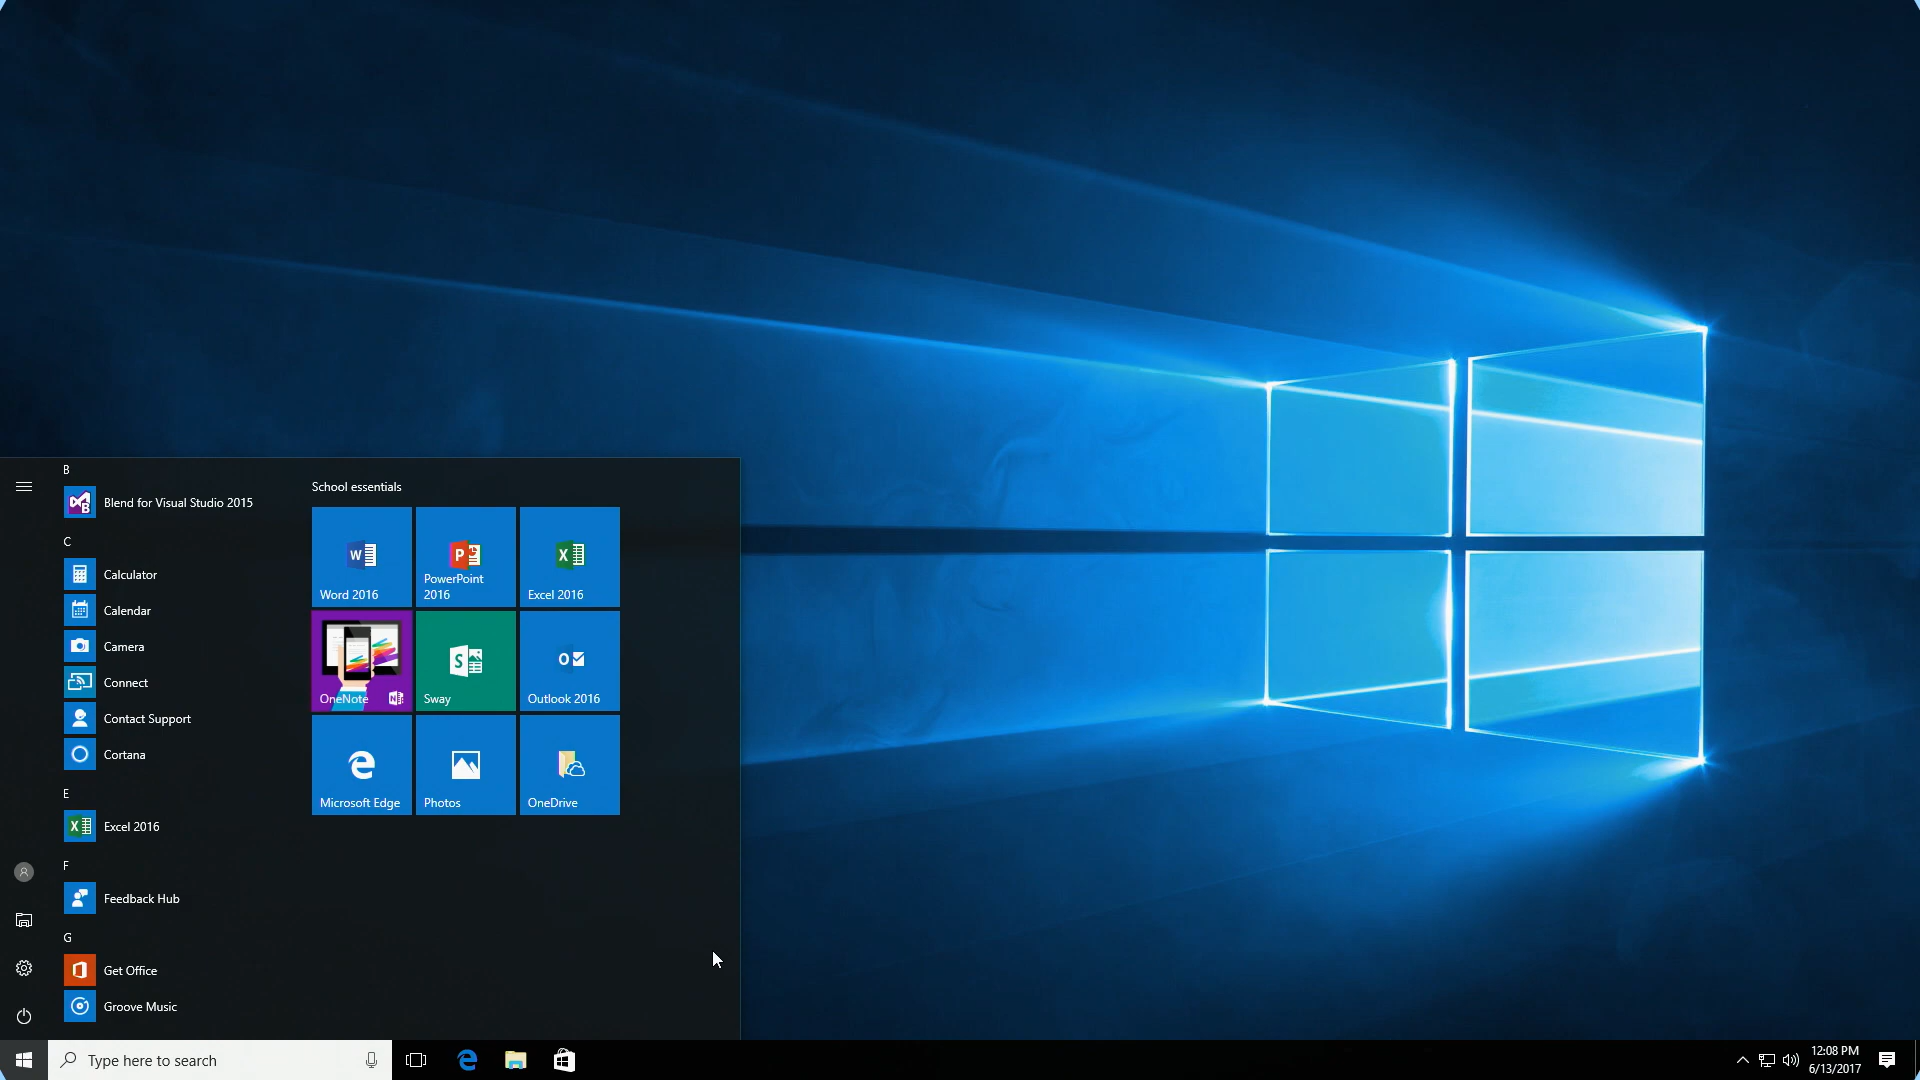 B
Blend for Visual Studio 2015
C
Calculator
Calendar
Camera
Connect
Contact Support
Cortana
E
Excel 2016
F
Feedback Hub
G
Get Office
Groove Music
School essentials
Word 2016
PowerPoint
2016
Excel 2016
OneNote
Sway
Outlook 2016
Microsoft Edge
Photos
OneDrive
Type here to search
12:08 PM
6/13/2017